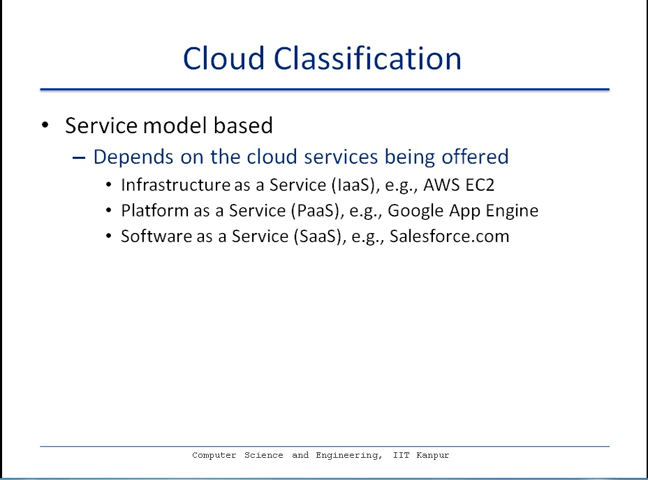 Cloud Classification
• Service model based
– Depends on the cloud services being offered
• Infrastructure as a Service (IaaS), e.g., AWS EC2
• Platform as a Service (PaaS), e.g., Google App Engine
• Software as a Service (SaaS), e.g., Salesforce.com
Computer Science and Engineering, IIT Kanpur